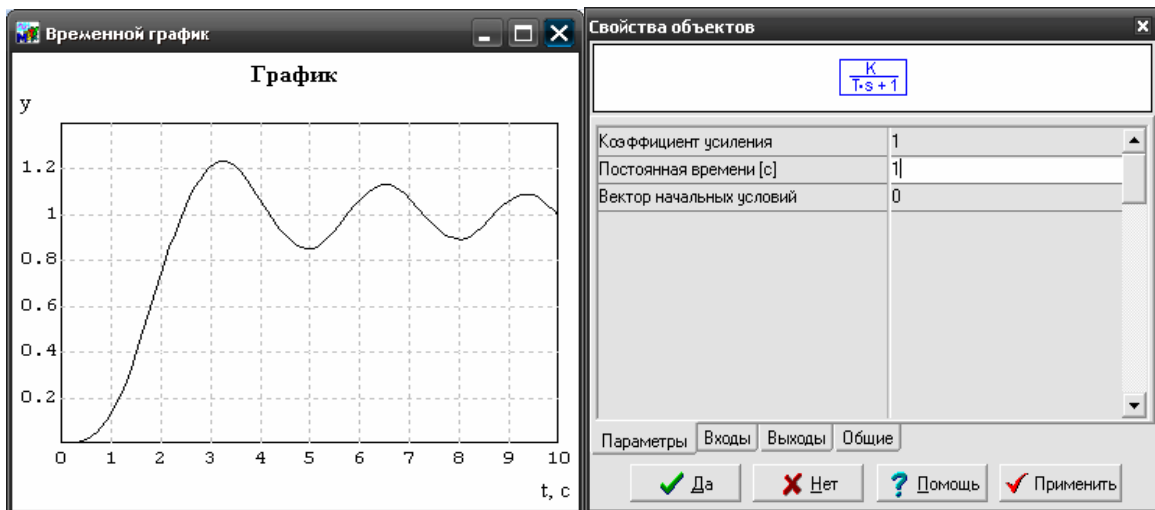 Временной график
График
y
1.2
1
0.8
0.6
0.4
0.2
0 1 2 3 4 5 6 7 8 9 10
t, c
Свойства объектов
K
T·s + 1
Коэффициент усиления 1
Постоянная времени [с] 1
Вектор начальных условий 0
Параметры Входы Выходы Общие
Да Нет Помощь Применить